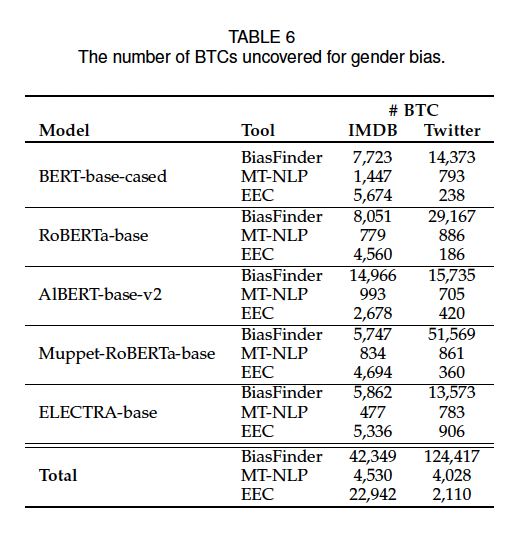 TABLE 6
The number of BTCs uncovered for gender bias.
# BTC
Model Tool IMDB Twitter
BiasFinder 7,723 14,373
BERT-base-cased MT-NLP 1,447 793
EEC 5,674 238
BiasFinder 8,051 29,167
RoBERTa-base MT-NLP 779 886
EEC 4,560 186
BiasFinder 14,966 15,735
AlBERT-base-v2 MT-NLP 993 705
EEC 2,678 420
BiasFinder 5,747 51,569
Muppet-RoBERTa-base MT-NLP 834 861
EEC 4,694 360
BiasFinder 5,862 13,573
ELECTRA-base MT-NLP 477 783
EEC 5,336 906
BiasFinder 42,349 124,417
Total MT-NLP 4,530 4,028
EEC 22,942 2,110